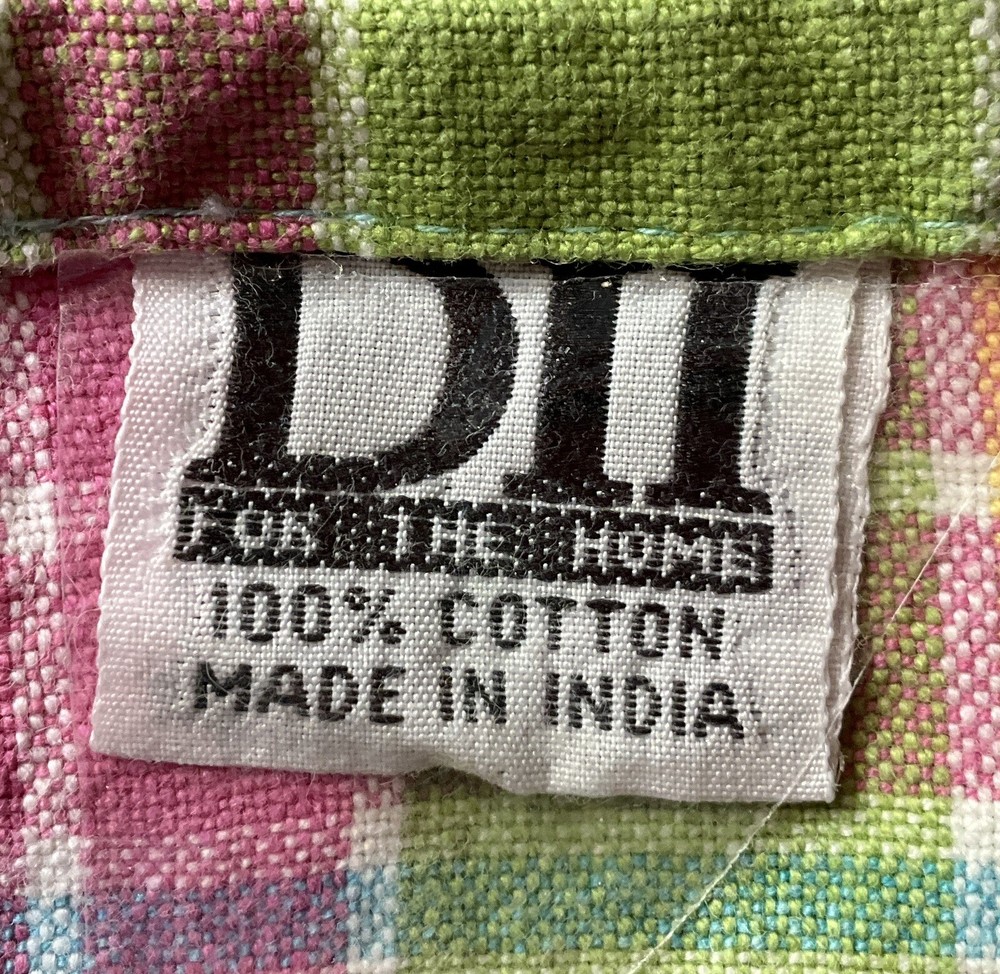 DII
FOR THE HOME
100% COTTON
MADE IN INDIA